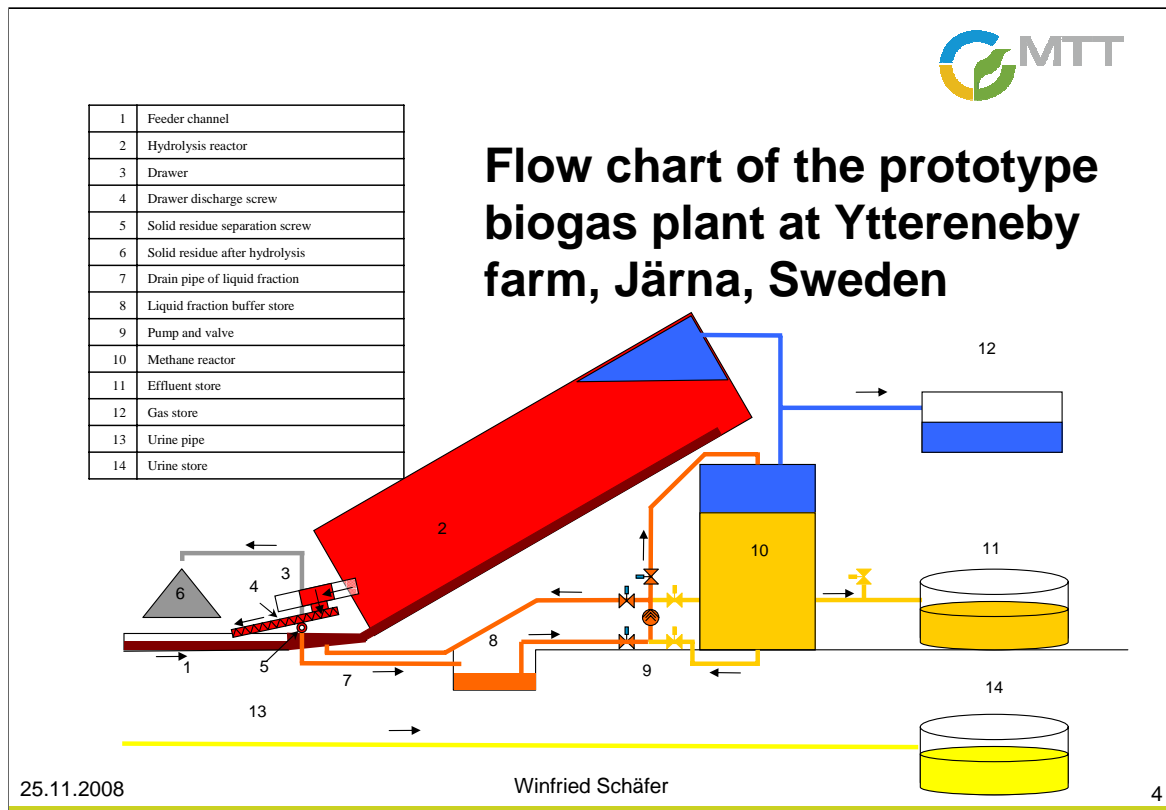 MTT
1 Feeder channel
2 Hydrolysis reactor
3 Drawer
4 Drawer discharge screw
5 Solid residue separation screw
6 Solid residue after hydrolysis
7 Drain pipe of liquid fraction
8 Liquid fraction buffer store
9 Pump and valve
10 Methane reactor
11 Effluent store
12 Gas store
13 Urine pipe
14 Urine store
Flow chart of the prototype
biogas plant at Yttereneby
farm, Järna, Sweden
12
2
10
11
3
4
6
8
1
5
7
9
14
13
25.11.2008
Winfried Schäfer
4